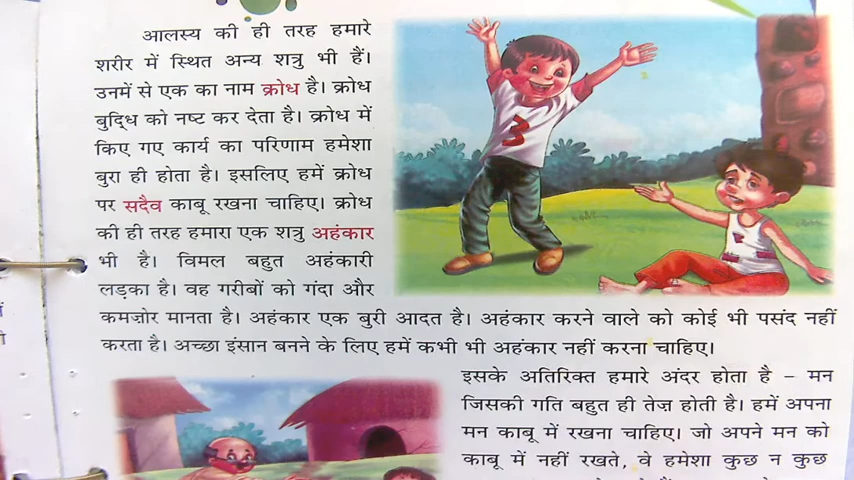 आलस्य की ही तरह हमारे
शरीर में स्थित अन्य शत्रु भी हैं।
उनमें से एक का नाम क्रोध है। क्रोध
बुद्धि को नष्ट कर देता है। क्रोध में
किए गए कार्य का परिणाम हमेशा
बुरा ही होता है। इसलिए हमें क्रोध
पर सदैव काबू रखना चाहिए। क्रोध
की ही तरह हमारा एक शत्रु अहंकार
भी है। विमल बहुत अहंकारी
लड़का है। वह गरीबों को गंदा और
कमज़ोर मानता है। अहंकार एक बुरी आदत है। अहंकार करने वाले को कोई भी पसंद नहीं
करता है। अच्छा इंसान बनने के लिए हमें कभी भी अहंकार नहीं करना चाहिए।
इसके अतिरिक्त हमारे अंदर होता है – मन
जिसकी गति बहुत ही तेज़ होती है। हमें अपना
मन काबू में रखना चाहिए। जो अपने मन को
काबू में नहीं रखते, वे हमेशा कुछ न कुछ